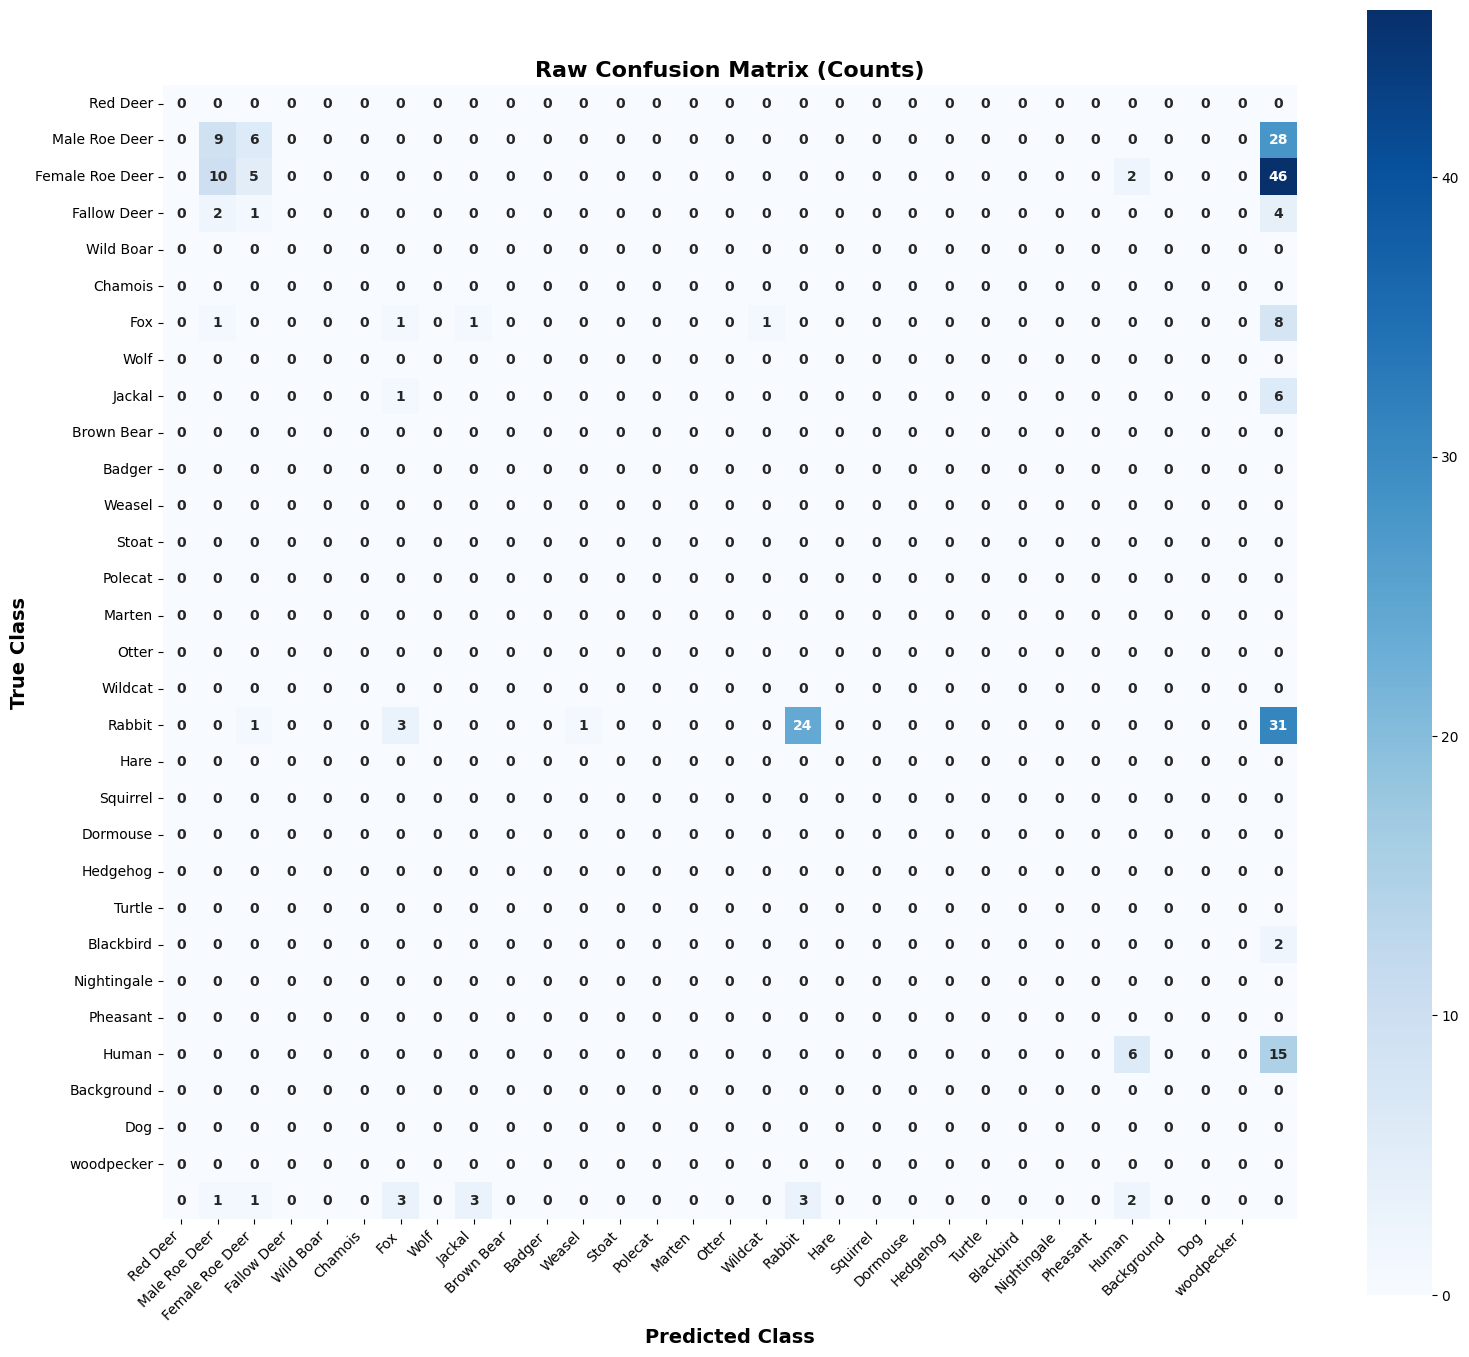 Raw Confusion Matrix (Counts)
Red Deer 0 0 0 0 0 0 0 0 0 0 0 0 0 0 0 0 0 0 0 0 0 0 0 0 0 0 0 0 0 0 0
Male Roe Deer 0 9 6 0 0 0 0 0 0 0 0 0 0 0 0 0 0 0 0 0 0 0 0 0 0 0 0 0 0 0 28
Female Roe Deer 0 10 5 0 0 0 0 0 0 0 0 0 0 0 0 0 0 0 0 0 0 0 0 0 0 0 2 0 0 0 46
Fallow Deer 0 2 1 0 0 0 0 0 0 0 0 0 0 0 0 0 0 0 0 0 0 0 0 0 0 0 0 0 0 0 4
Wild Boar 0 0 0 0 0 0 0 0 0 0 0 0 0 0 0 0 0 0 0 0 0 0 0 0 0 0 0 0 0 0 0
Chamois 0 0 0 0 0 0 0 0 0 0 0 0 0 0 0 0 0 0 0 0 0 0 0 0 0 0 0 0 0 0 0
Fox 0 1 0 0 0 0 1 0 1 0 0 0 0 0 0 0 1 0 0 0 0 0 0 0 0 0 0 0 0 0 8
Wolf 0 0 0 0 0 0 0 0 0 0 0 0 0 0 0 0 0 0 0 0 0 0 0 0 0 0 0 0 0 0 0
Jackal 0 0 0 0 0 0 1 0 0 0 0 0 0 0 0 0 0 0 0 0 0 0 0 0 0 0 0 0 0 0 6
Brown Bear 0 0 0 0 0 0 0 0 0 0 0 0 0 0 0 0 0 0 0 0 0 0 0 0 0 0 0 0 0 0 0
Badger 0 0 0 0 0 0 0 0 0 0 0 0 0 0 0 0 0 0 0 0 0 0 0 0 0 0 0 0 0 0 0
Weasel 0 0 0 0 0 0 0 0 0 0 0 0 0 0 0 0 0 0 0 0 0 0 0 0 0 0 0 0 0 0 0
Stoat 0 0 0 0 0 0 0 0 0 0 0 0 0 0 0 0 0 0 0 0 0 0 0 0 0 0 0 0 0 0 0
Polecat 0 0 0 0 0 0 0 0 0 0 0 0 0 0 0 0 0 0 0 0 0 0 0 0 0 0 0 0 0 0 0
Marten 0 0 0 0 0 0 0 0 0 0 0 0 0 0 0 0 0 0 0 0 0 0 0 0 0 0 0 0 0 0 0
Otter 0 0 0 0 0 0 0 0 0 0 0 0 0 0 0 0 0 0 0 0 0 0 0 0 0 0 0 0 0 0 0
Wildcat 0 0 0 0 0 0 0 0 0 0 0 0 0 0 0 0 0 0 0 0 0 0 0 0 0 0 0 0 0 0 0
Rabbit 0 0 1 0 0 0 3 0 0 0 0 1 0 0 0 0 0 24 0 0 0 0 0 0 0 0 0 0 0 0 31
Hare 0 0 0 0 0 0 0 0 0 0 0 0 0 0 0 0 0 0 0 0 0 0 0 0 0 0 0 0 0 0 0
Squirrel 0 0 0 0 0 0 0 0 0 0 0 0 0 0 0 0 0 0 0 0 0 0 0 0 0 0 0 0 0 0 0
Dormouse 0 0 0 0 0 0 0 0 0 0 0 0 0 0 0 0 0 0 0 0 0 0 0 0 0 0 0 0 0 0 0
Hedgehog 0 0 0 0 0 0 0 0 0 0 0 0 0 0 0 0 0 0 0 0 0 0 0 0 0 0 0 0 0 0 0
Turtle 0 0 0 0 0 0 0 0 0 0 0 0 0 0 0 0 0 0 0 0 0 0 0 0 0 0 0 0 0 0 0
Blackbird 0 0 0 0 0 0 0 0 0 0 0 0 0 0 0 0 0 0 0 0 0 0 0 0 0 0 0 0 0 0 2
Nightingale 0 0 0 0 0 0 0 0 0 0 0 0 0 0 0 0 0 0 0 0 0 0 0 0 0 0 0 0 0 0 0
Pheasant 0 0 0 0 0 0 0 0 0 0 0 0 0 0 0 0 0 0 0 0 0 0 0 0 0 0 0 0 0 0 0
Human 0 0 0 0 0 0 0 0 0 0 0 0 0 0 0 0 0 0 0 0 0 0 0 0 0 0 6 0 0 0 15
Background 0 0 0 0 0 0 0 0 0 0 0 0 0 0 0 0 0 0 0 0 0 0 0 0 0 0 0 0 0 0 0
Dog 0 0 0 0 0 0 0 0 0 0 0 0 0 0 0 0 0 0 0 0 0 0 0 0 0 0 0 0 0 0 0
woodpecker 0 0 0 0 0 0 0 0 0 0 0 0 0 0 0 0 0 0 0 0 0 0 0 0 0 0 0 0 0 0 0
0 1 1 0 0 0 3 0 3 0 0 0 0 0 0 0 0 3 0 0 0 0 0 0 0 0 2 0 0 0 0
Red Deer
Male Roe Deer
Female Roe Deer
Fallow Deer
Wild Boar
Chamois
Fox
Wolf
Jackal
Brown Bear
Badger
Weasel
Stoat
Polecat
Marten
Otter
Wildcat
Rabbit
Hare
Squirrel
Dormouse
Hedgehog
Turtle
Blackbird
Nightingale
Pheasant
Human
Background
Dog
woodpecker
Predicted Class
True Class
40
30
20
10
0